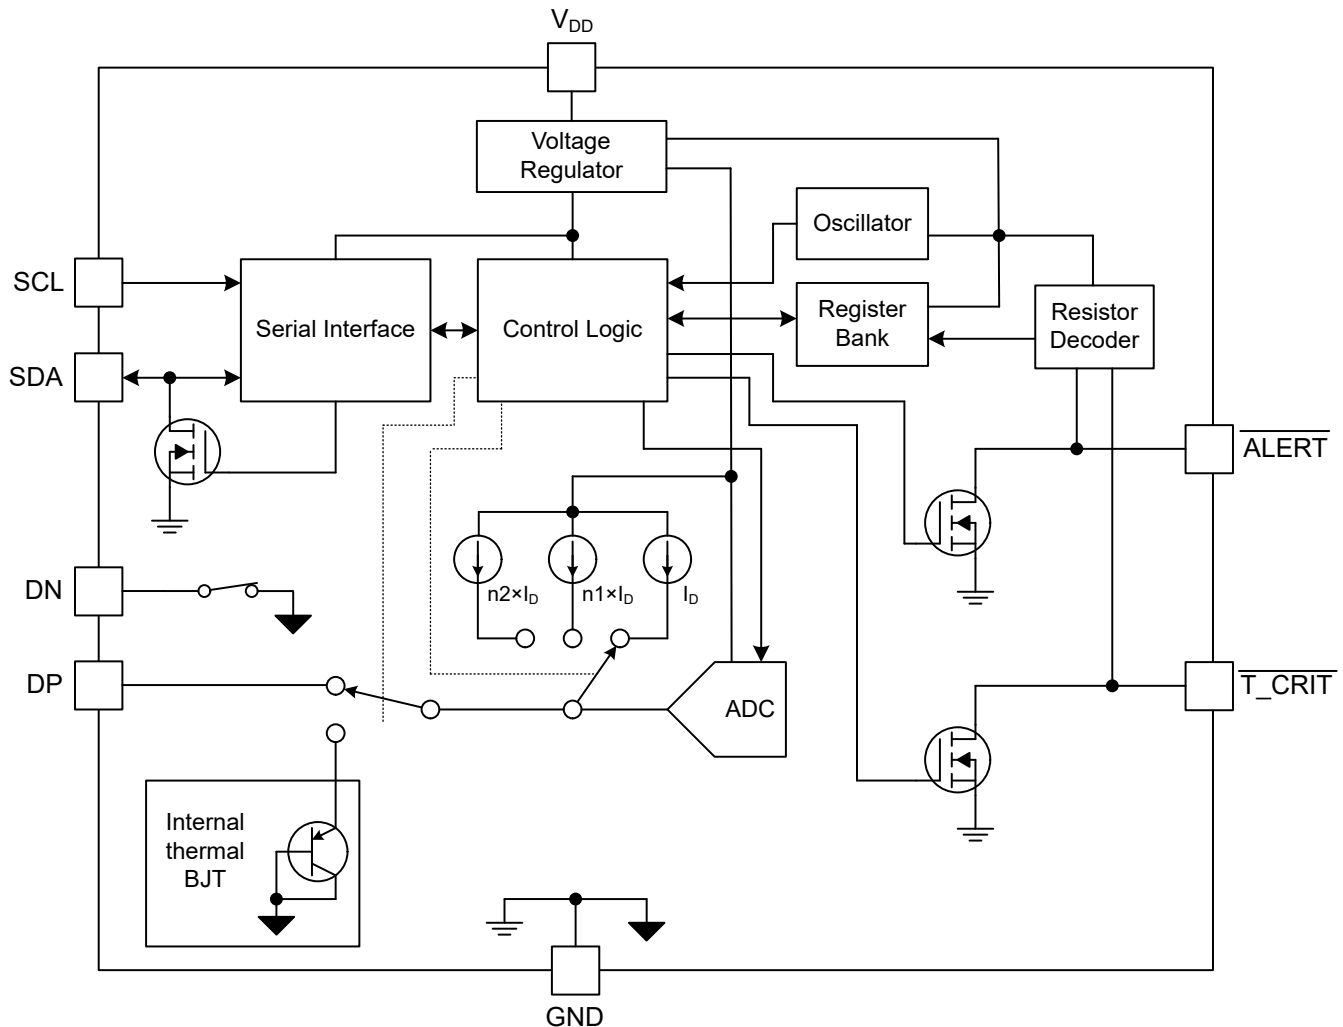 VDD
Voltage
Regulator
Oscillator
SCL
Serial Interface
Control Logic
Register
Bank
Resistor
Decoder
SDA
ALERT
n2×ID
n1×ID
ID
DN
DP
ADC
T_CRIT
Internal
thermal
BJT
GND